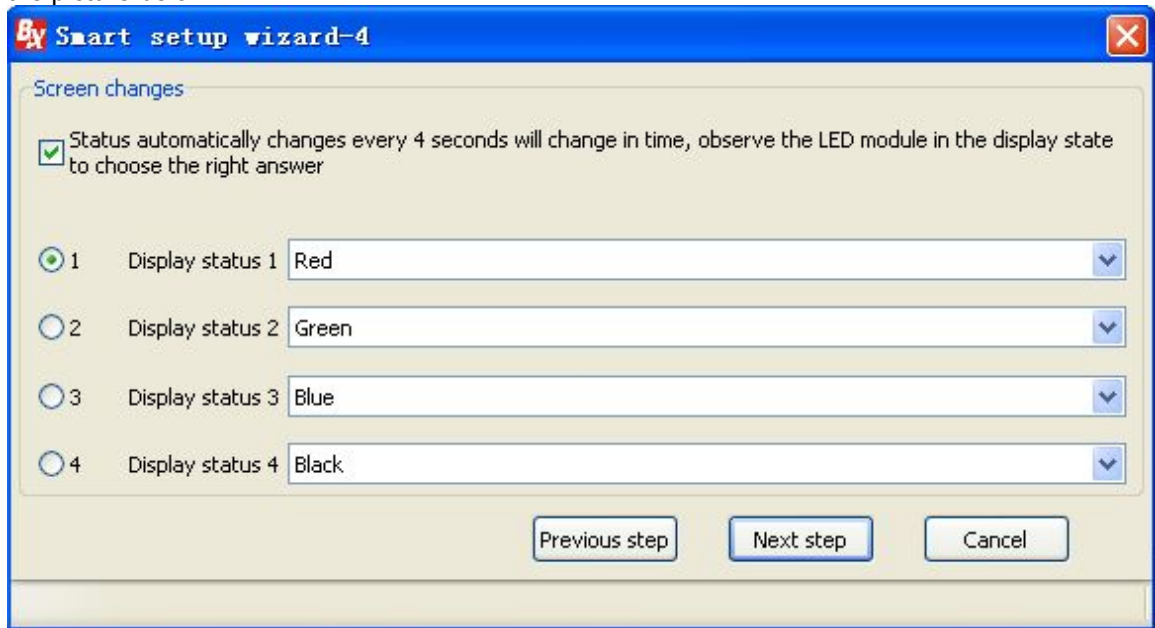 BX Smart setup wizard-4
Screen changes
Status automatically changes every 4 seconds will change in time, observe the LED module in the display state
to choose the right answer
1 Display status 1 Red
2 Display status 2 Green
3 Display status 3 Blue
4 Display status 4 Black
Previous step Next step Cancel